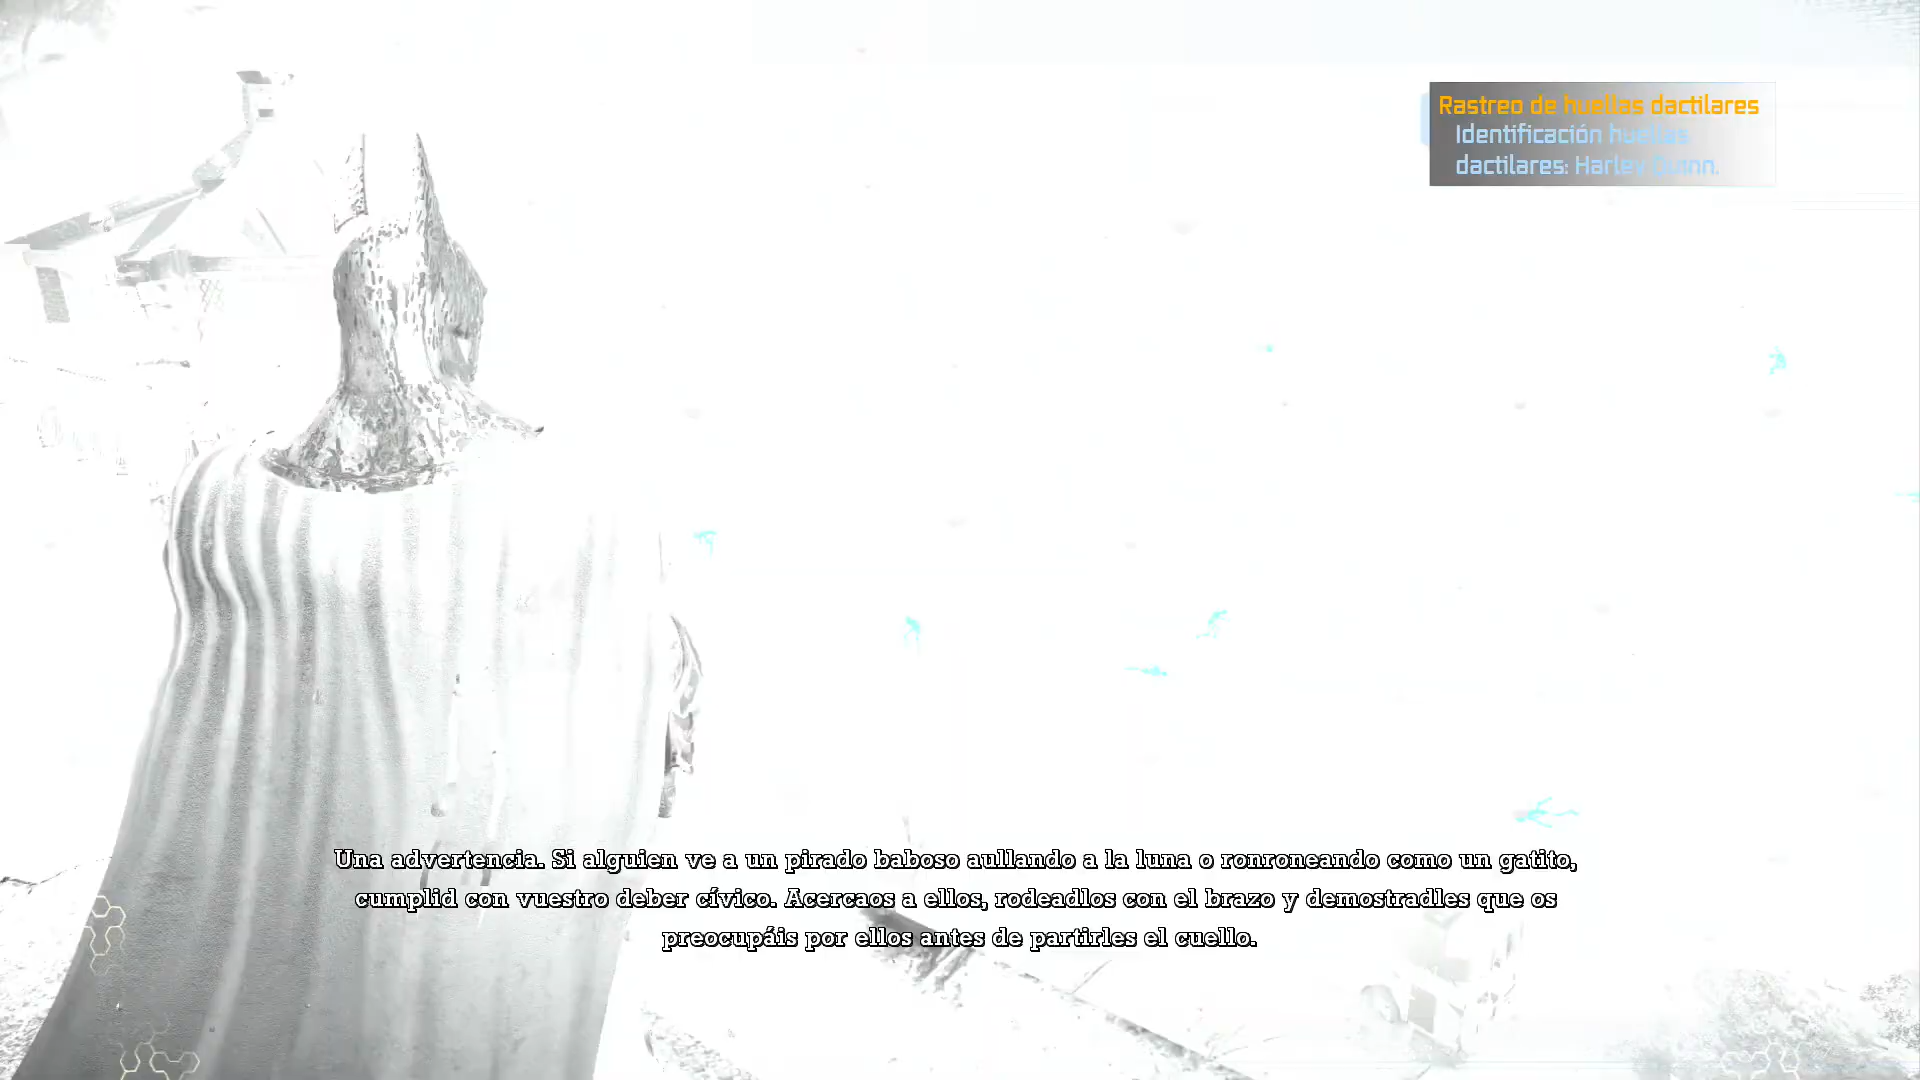 Rastreo de huellas dactilares
Identificación huellas
dactilares: Harley Quinn.
Una advertencia. Si alguien ve a un pirado baboso aullando a la luna o ronroneando como un gatito,
cumplid con vuestro deber cívico. Acercaos a ellos, rodeadlos con el brazo y demostradles que os
preocupáis por ellos antes de partirles el cuello.